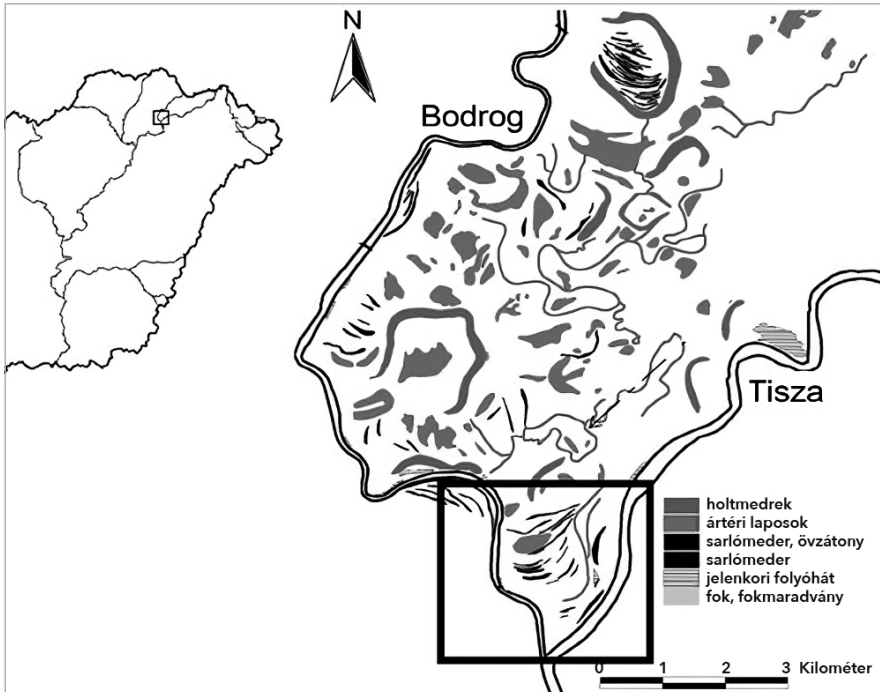 N
Bodrog
Tisza
holtmedrek
ártéri laposok
sarlómeder, övzátony
sarlómeder
jelenkori folyóhát
fok, fokmaradvány
0 1 2 3 Kilométer